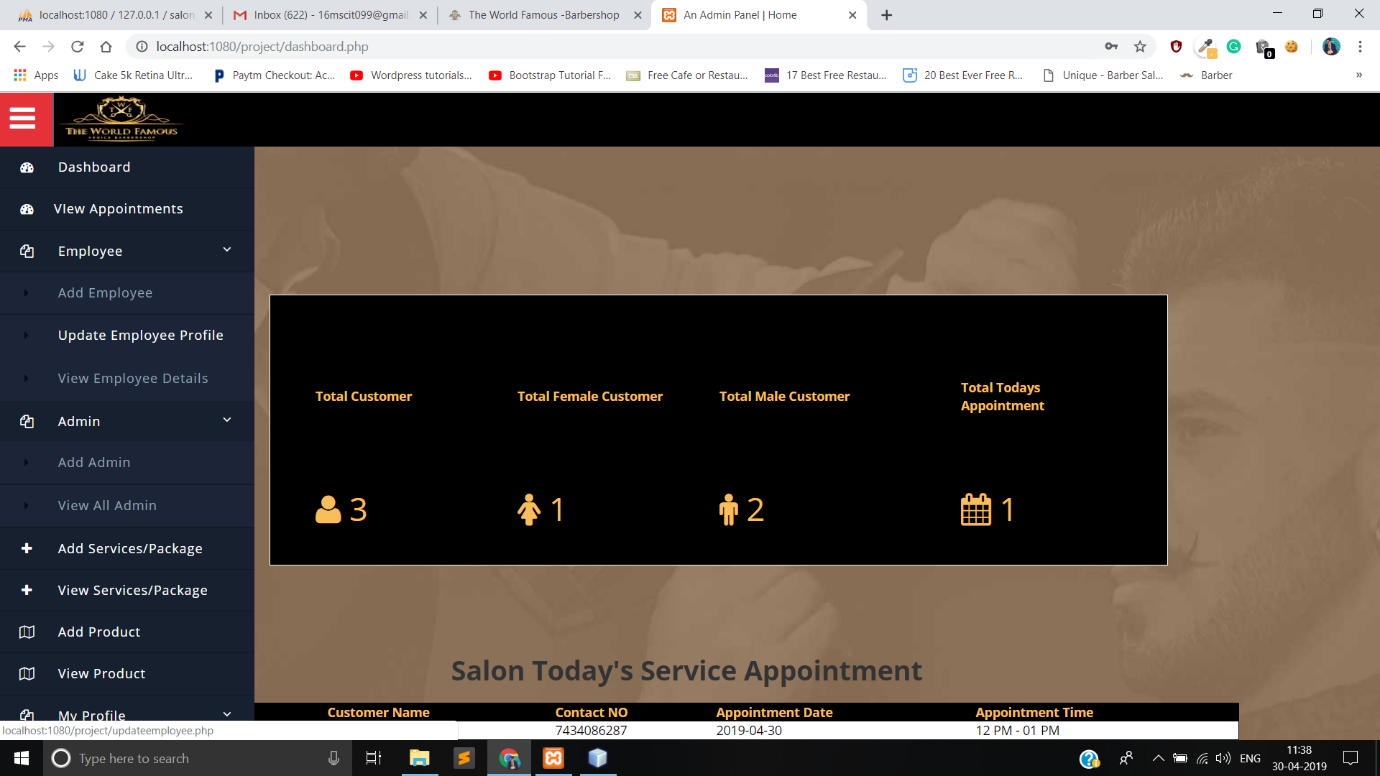 localhost:1080 / 127.0.0.1 / salon
Inbox (622) - 16mscit099@gmail
The World Famous -Barbershop
An Admin Panel | Home
localhost:1080/project/dashboard.php
Apps
Cake 5k Retina Ultr...
Paytm Checkout: Ac...
Wordpress tutorials...
Bootstrap Tutorial F...
Free Cafe or Restau...
17 Best Free Restau...
20 Best Ever Free R...
Unique - Barber Sal...
Barber
»
THE WORLD FAMOUS
Dashboard
VIew Appointments
Employee
Add Employee
Update Employee Profile
View Employee Details
Admin
Add Admin
View All Admin
Add Services/Package
View Services/Package
Add Product
View Product
My Profile
Total Customer
Total Female Customer
Total Male Customer
Total Todays
Appointment
3
1
2
1
Salon Today's Service Appointment
Customer Name Contact NO Appointment Date Appointment Time
7434086287 2019-04-30 12 PM - 01 PM
localhost:1080/project/updateemployee.php
Type here to search
ENG
11:38
30-04-2019